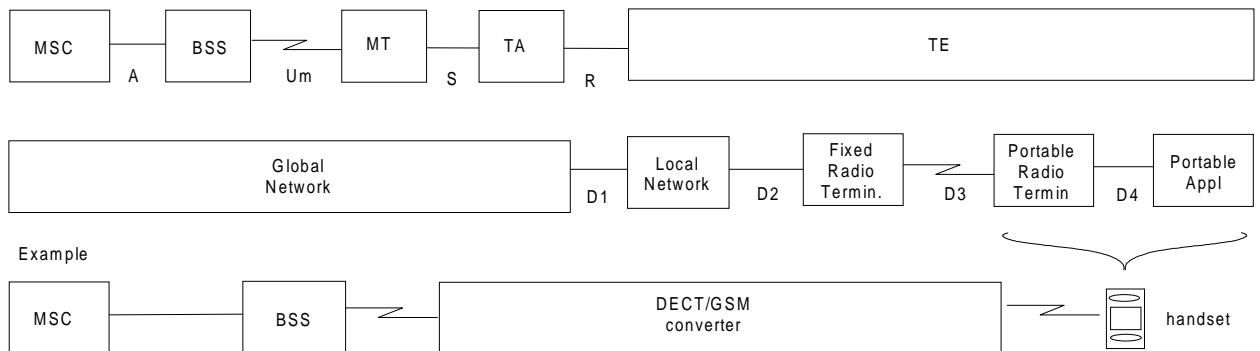 MSC BSS MT TA TE
A Um S R
Global Network Local Network Fixed Radio Termin. Portable Radio Termin Portable Appl
D1 D2 D3 D4
Example
MSC BSS DECT/GSM converter handset